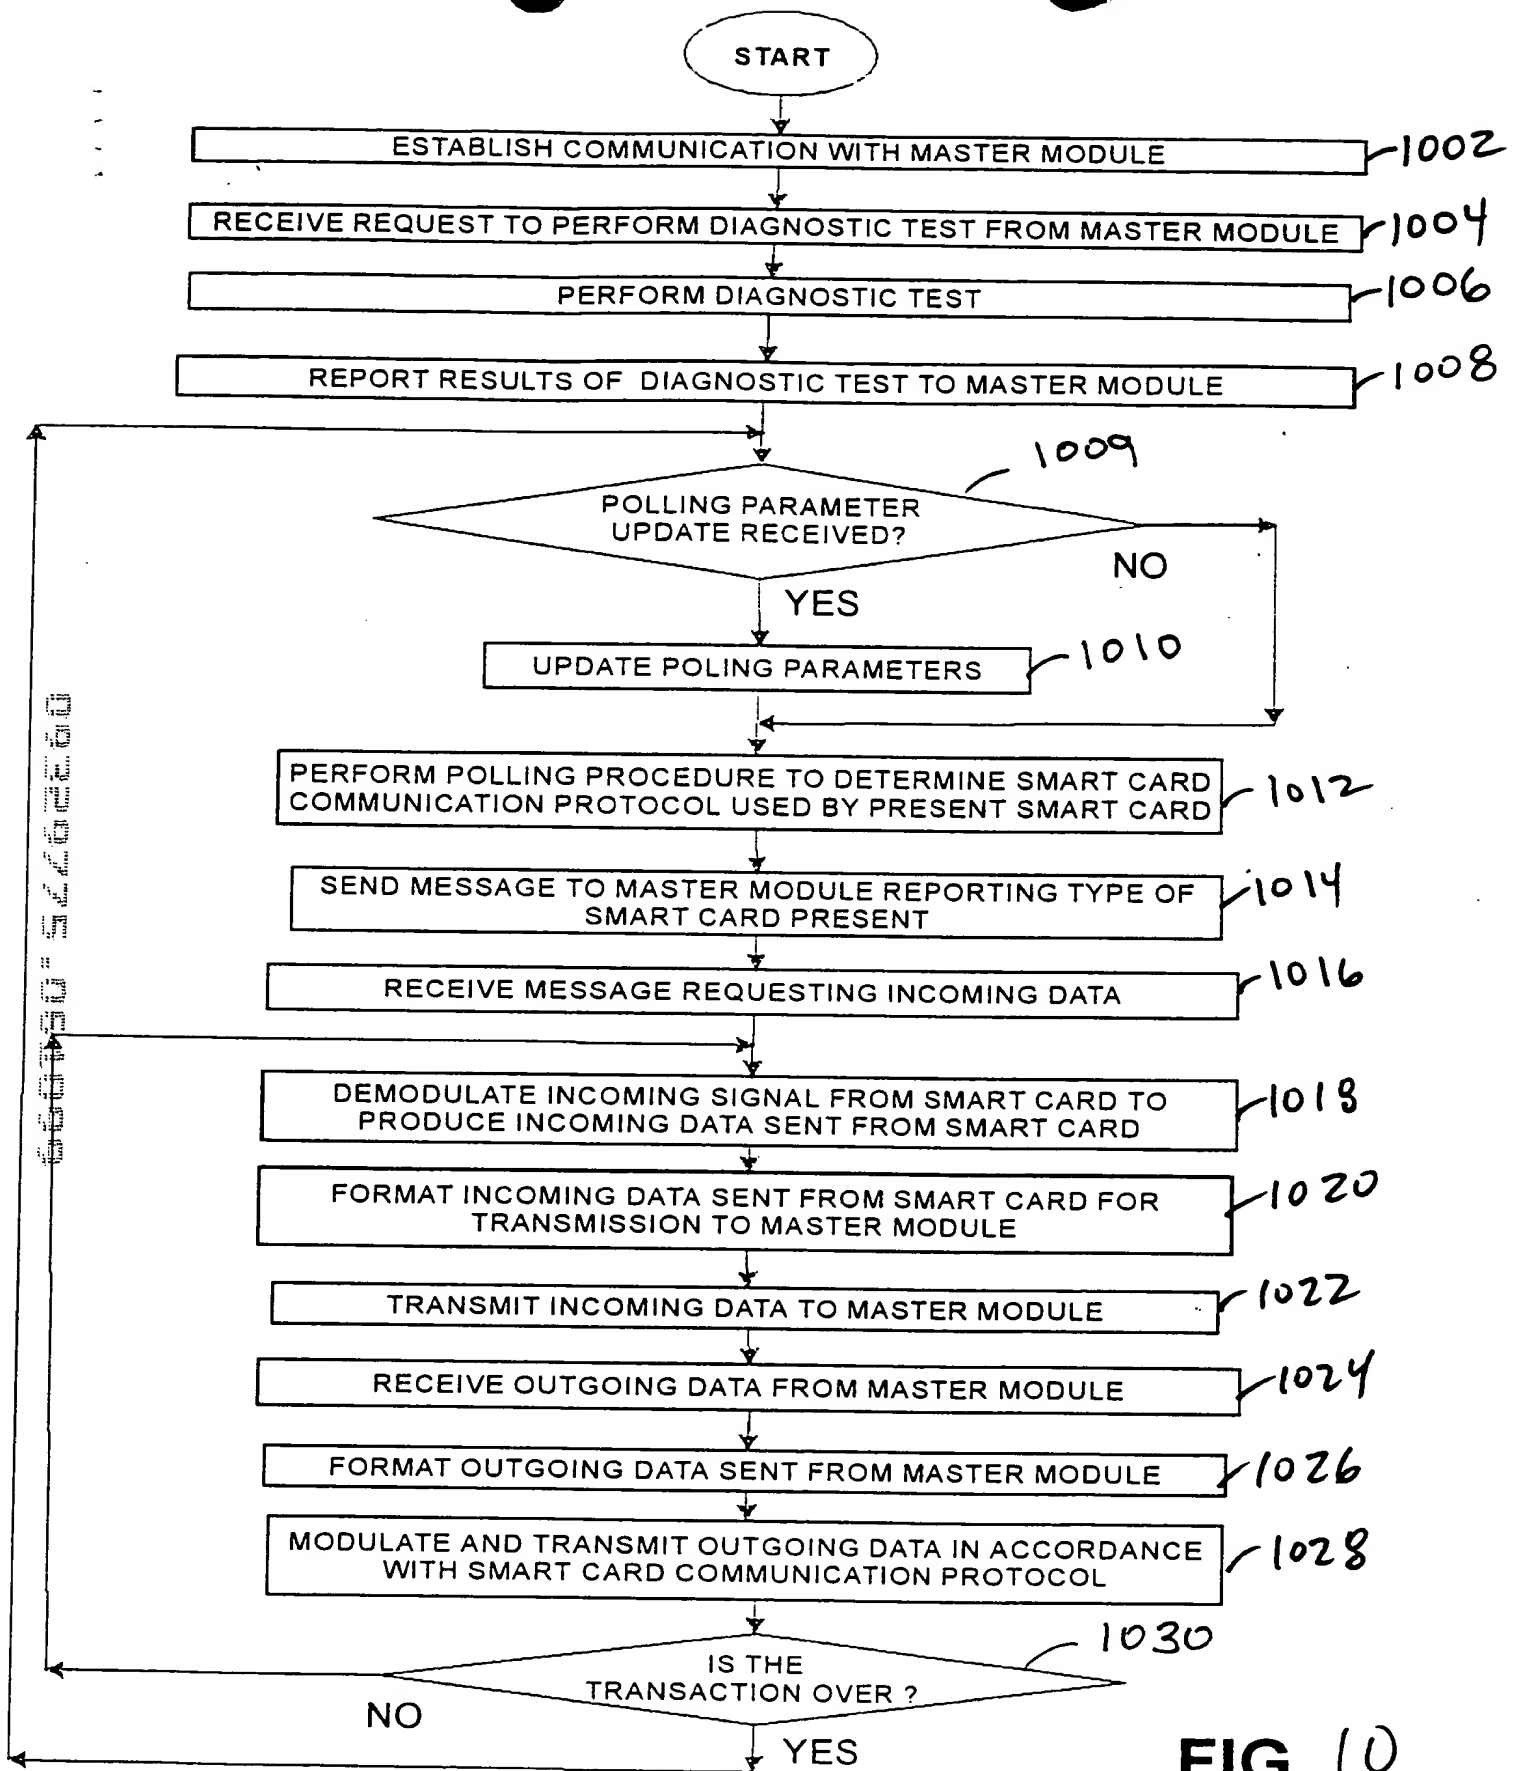 START
ESTABLISH COMMUNICATION WITH MASTER MODULE
1002
RECEIVE REQUEST TO PERFORM DIAGNOSTIC TEST FROM MASTER MODULE
1004
PERFORM DIAGNOSTIC TEST
1006
REPORT RESULTS OF DIAGNOSTIC TEST TO MASTER MODULE
1008
1009
POLLING PARAMETER
UPDATE RECEIVED?
NO
YES
UPDATE POLING PARAMETERS
1010
PERFORM POLLING PROCEDURE TO DETERMINE SMART CARD
COMMUNICATION PROTOCOL USED BY PRESENT SMART CARD
1012
SEND MESSAGE TO MASTER MODULE REPORTING TYPE OF
SMART CARD PRESENT
1014
RECEIVE MESSAGE REQUESTING INCOMING DATA
1016
DEMODULATE INCOMING SIGNAL FROM SMART CARD TO
PRODUCE INCOMING DATA SENT FROM SMART CARD
1018
FORMAT INCOMING DATA SENT FROM SMART CARD FOR
TRANSMISSION TO MASTER MODULE
1020
TRANSMIT INCOMING DATA TO MASTER MODULE
1022
RECEIVE OUTGOING DATA FROM MASTER MODULE
1024
FORMAT OUTGOING DATA SENT FROM MASTER MODULE
1026
MODULATE AND TRANSMIT OUTGOING DATA IN ACCORDANCE
WITH SMART CARD COMMUNICATION PROTOCOL
1028
1030
IS THE
TRANSACTION OVER ?
NO
YES
FIG 10